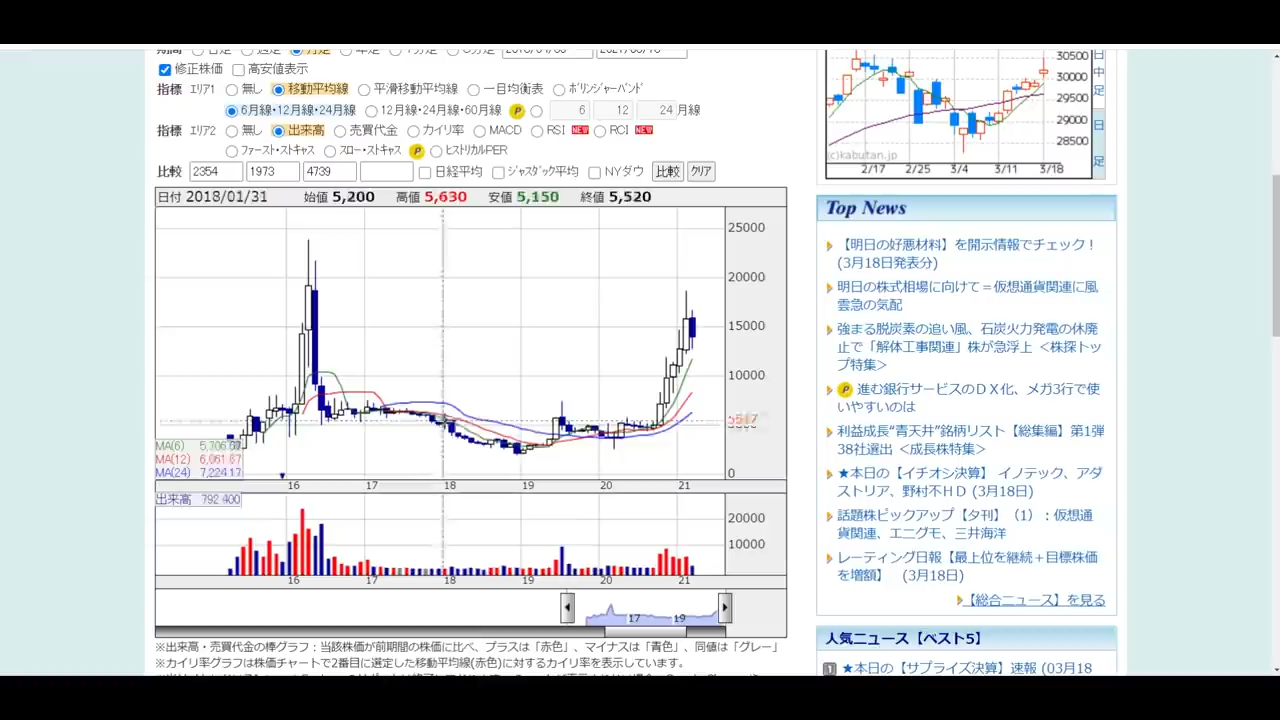 修正株価 高安値表示
指標 エリア1 無し 移動平均線 平滑移動平均線 一目均衡表 ボリンジャーバンド
6月線・12月線・24月線 12月線・24月線・60月線 P 6 12 24 月線
指標 エリア2 無し 出来高 売買代金 カイリ率 MACD RSI NEW RCI NEW
ファースト・ストキャス スロー・ストキャス P ヒストリカルPER
比較 2354 1973 4739 日経平均 ジャスダック平均 NYダウ 比較 クリア
日付 2018/01/31 始値 5,200 高値 5,630 安値 5,150 終値 5,520
25000
20000
15000
10000
0
MA(6)
MA(12)
MA(24) 7,224.17
16 17 18 19 20 21
出来高 792,400
20000
10000
16 17 18 19 20 21
17 19
※出来高・売買代金の棒グラフ：当該株価が前期間の株価に比べ、プラスは「赤色」、マイナスは「青色」、同値は「グレー」
※カイリ率グラフは株価チャートで2番目に選定した移動平均線(赤色)に対するカイリ率を表示しています。
30500
30000
29500
29000
28500
日
中
足
日
足
(c)kabutan.jp
2/17 2/25 3/4 3/11 3/18
Top News
【明日の好悪材料】を開示情報でチェック！
(3月18日発表分)
明日の株式相場に向けて＝仮想通貨関連に風
雲急の気配
強まる脱炭素の追い風、石炭火力発電の休廃
止で「解体工事関連」株が急浮上 ＜株探トッ
プ特集＞
P 進む銀行サービスのＤＸ化、メガ3行で使
いやすいのは
利益成長“青天井”銘柄リスト【総集編】第1弾
38社選出 ＜成長株特集＞
★本日の【イチオシ決算】 イノテック、アダ
ストリア、野村不ＨＤ (3月18日)
話題株ピックアップ【夕刊】（1）：仮想通
貨関連、エニグモ、三井海洋
レーティング日報【最上位を継続＋目標株価
を増額】 (3月18日)
【総合ニュース】を見る
人気ニュース【ベスト5】
1 ★本日の【サプライズ決算】速報 (03月18